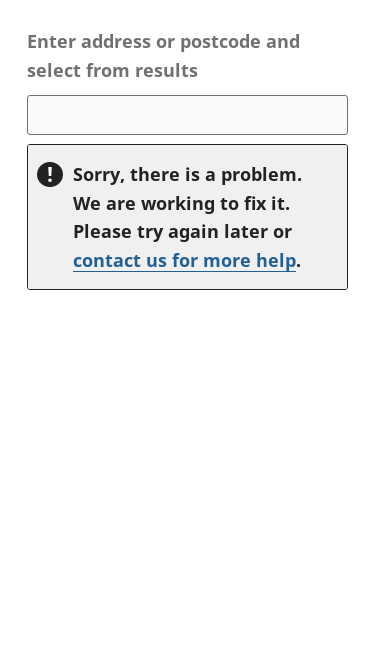 Enter address or postcode and
select from results
Sorry, there is a problem.
We are working to fix it.
Please try again later or
contact us for more help.